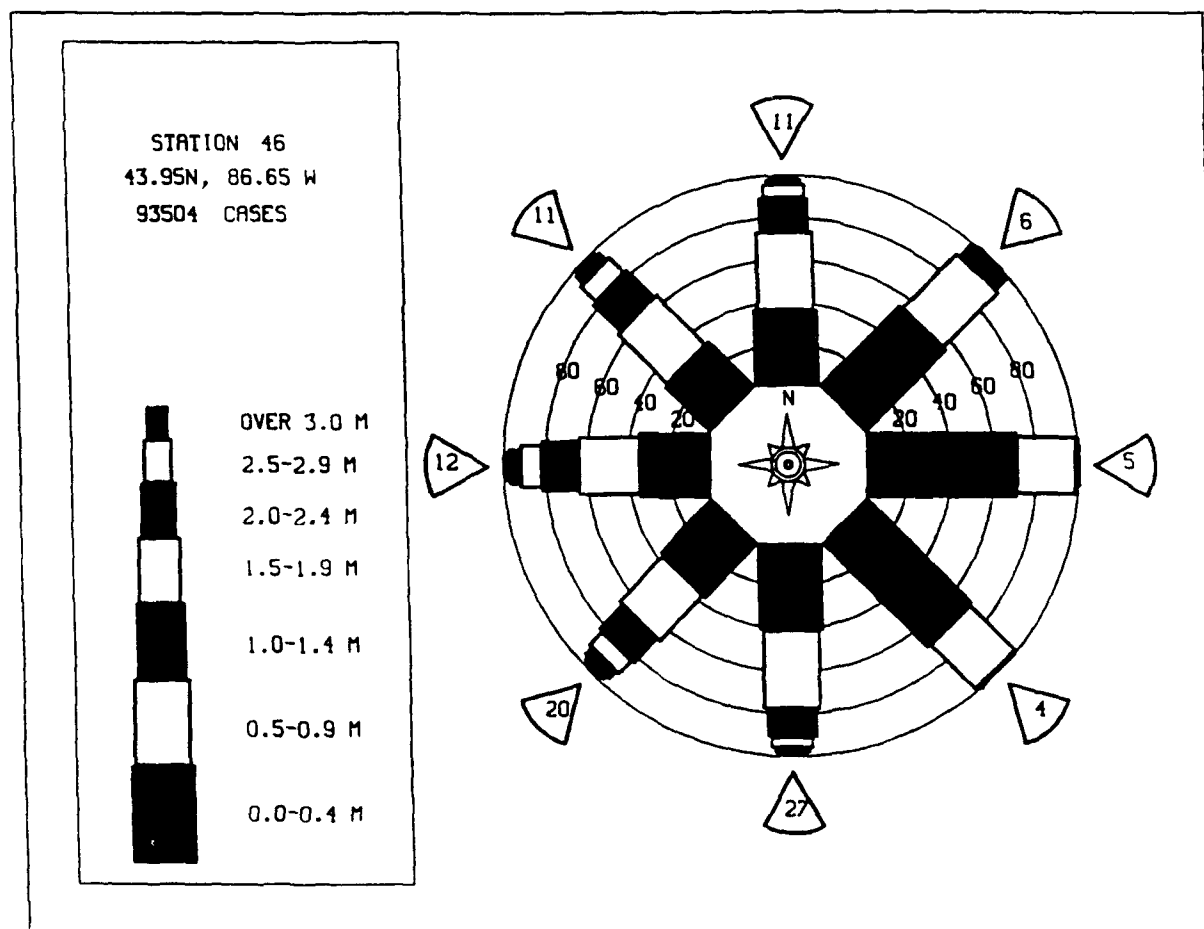 STATION 46
43.95N, 86.65 W
93504 CASES
OVER 3.0 M
2.5-2.9 M
2.0-2.4 M
1.5-1.9 M
1.0-1.4 M
0.5-0.9 M
0.0-0.4 M
11
11
6
80
60
40
20
N
20
40
60
80
12
5
20
4
27